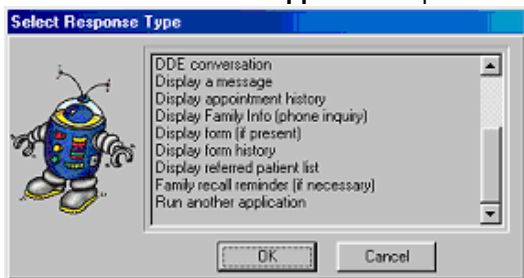 Select Response Type
DDE conversation
Display a message
Display appointment history
Display Family Info (phone inquiry)
Display form (if present)
Display form history
Display referred patient list
Family recall reminder (if necessary)
Run another application
OK
Cancel